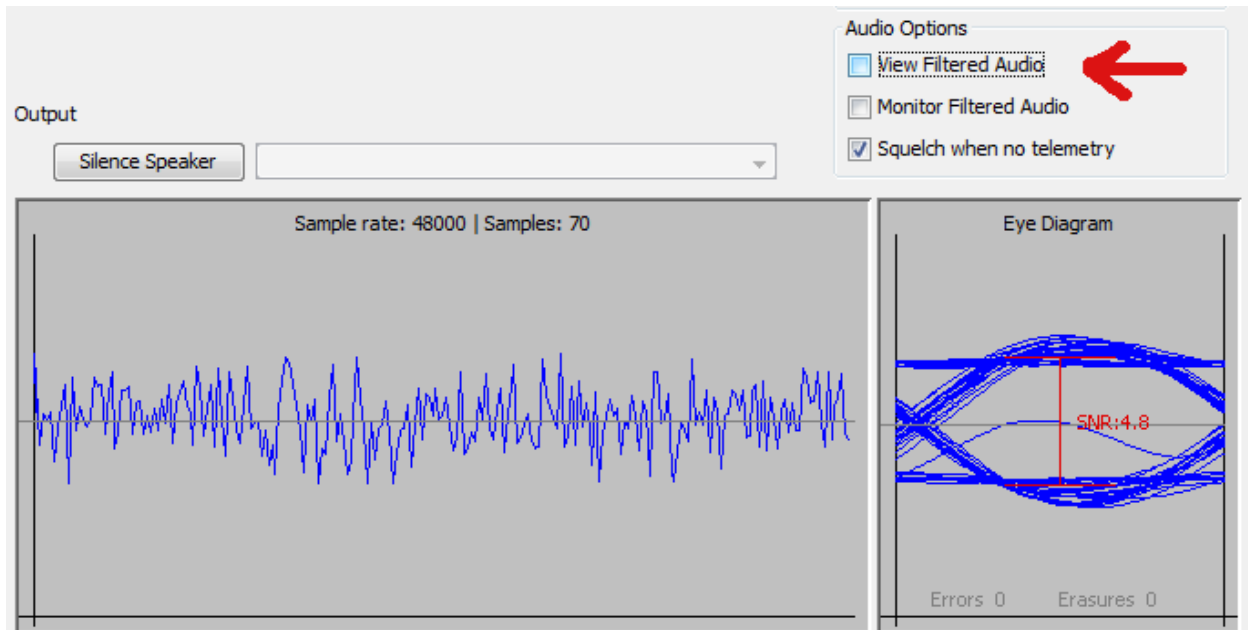 Audio Options
View Filtered Audio
Monitor Filtered Audio
Squelch when no telemetry
Output
Silence Speaker
Sample rate: 48000 | Samples: 70
Eye Diagram
SNR:4.8
Errors 0 Erasures 0